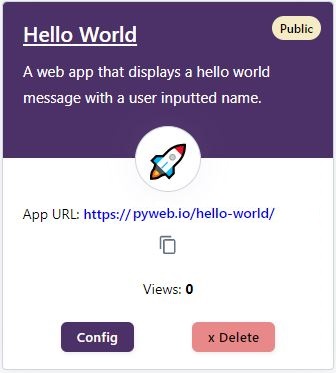 Hello World
Public
A web app that displays a hello world
message with a user inputted name.
App URL: https://pyweb.io/hello-world/
Views: 0
Config
x Delete